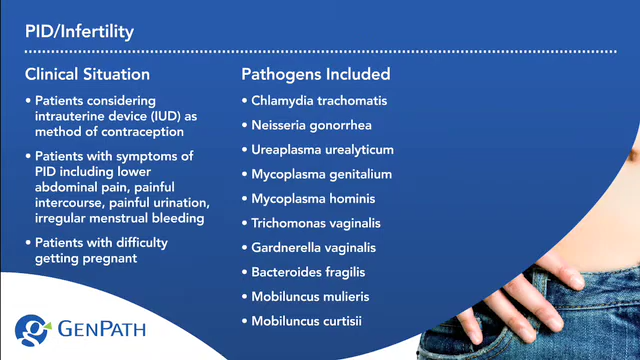 PID/Infertility
Clinical Situation
• Patients considering
intrauterine device (IUD) as
method of contraception
• Patients with symptoms of
PID including lower
abdominal pain, painful
intercourse, painful urination,
irregular menstrual bleeding
• Patients with difficulty
getting pregnant
Pathogens Included
• Chlamydia trachomatis
• Neisseria gonorrhea
• Ureaplasma urealyticum
• Mycoplasma genitalium
• Mycoplasma hominis
• Trichomonas vaginalis
• Gardnerella vaginalis
• Bacteroides fragilis
• Mobiluncus mulieris
• Mobiluncus curtisii
GENPATH